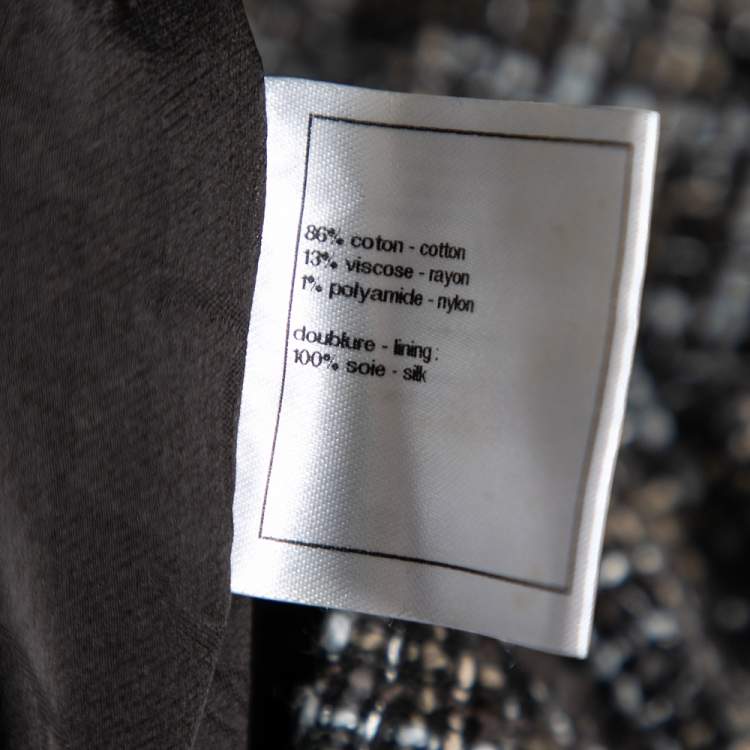 86% coton - cotton
13% viscose - rayon
1% polyamide - nylon
doublure - lining:
100% soie - silk